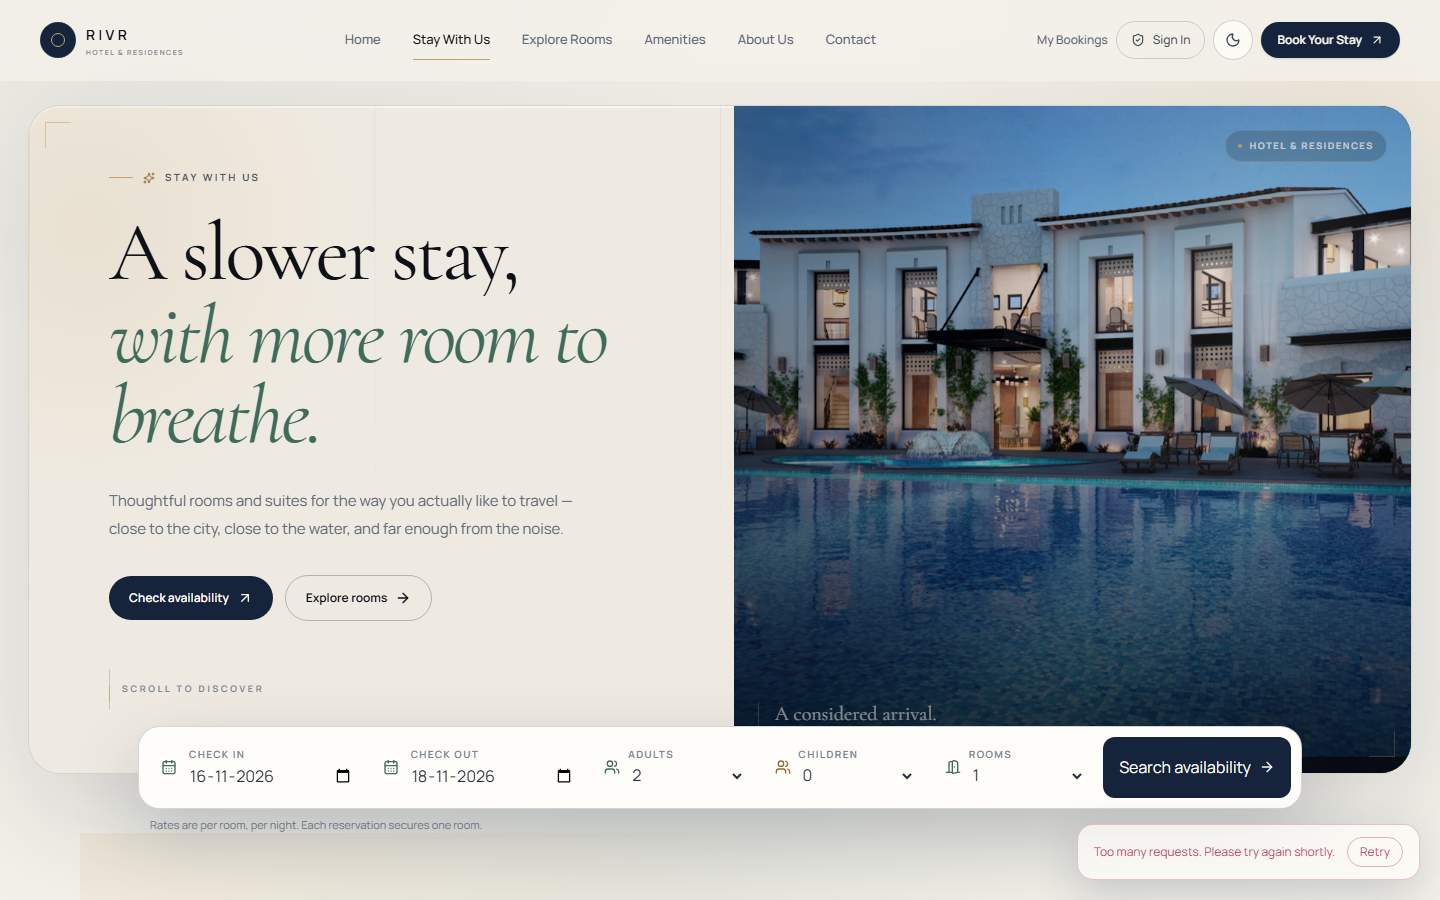 RIVR
HOTEL & RESIDENCES
Home
Stay With Us
Explore Rooms
Amenities
About Us
Contact
My Bookings
Sign In
Book Your Stay
HOTEL & RESIDENCES
STAY WITH US
A slower stay,
with more room to
breathe.
Thoughtful rooms and suites for the way you actually like to travel —
close to the city, close to the water, and far enough from the noise.
Check availability
Explore rooms
SCROLL TO DISCOVER
A considered arrival.
CHECK IN
16-11-2026
CHECK OUT
18-11-2026
ADULTS
2
CHILDREN
0
ROOMS
1
Search availability
Rates are per room, per night. Each reservation secures one room.
Too many requests. Please try again shortly.
Retry